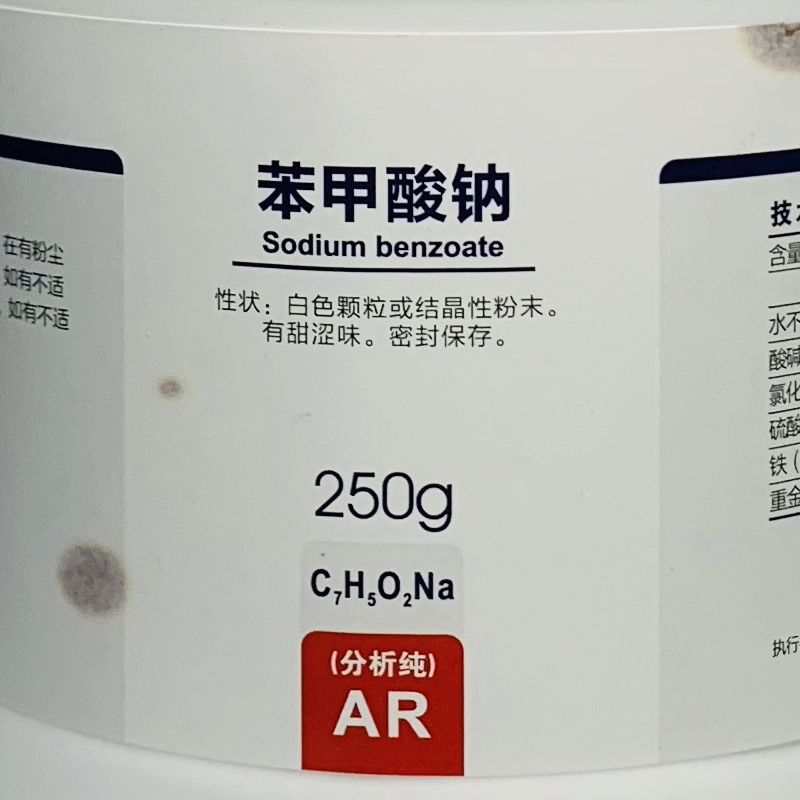 苯甲酸钠
Sodium benzoate
性状：白色颗粒或结晶性粉末。
有甜涩味。密封保存。
250g
C₇H₅O₂Na
(分析纯)
AR
在有粉尘
如有不适
如有不适
技
含量
水不
酸碱
氯化
硫酸
铁（
重金
执行